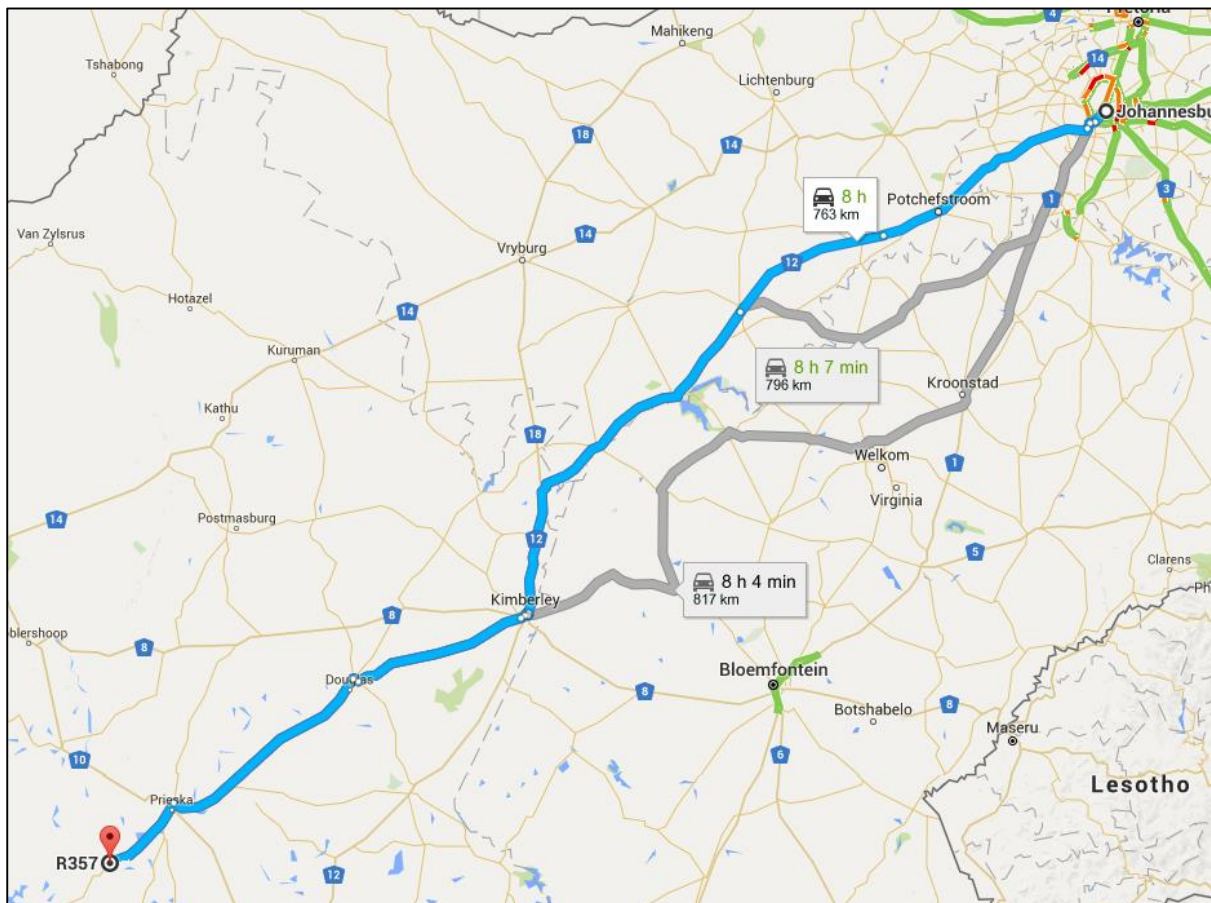 4
Mahikeng
Tshabong
14
Lichtenburg
Johannesbu
18
14
14
3
8 h
763 km
Potchefstroom
1
Van Zylsrus
14
Vryburg
12
Hotazel
14
Kuruman
8 h 7 min
796 km
Kroonstad
Kathu
18
Welkom
1
Virginia
Postmasburg
14
12
5
Clarens
8 h 4 min
817 km
Kimberley
8
oblershoop
8
Bloemfontein
8
Botshabelo
8
Maseru
10
6
Lesotho
Prieska
R357
12